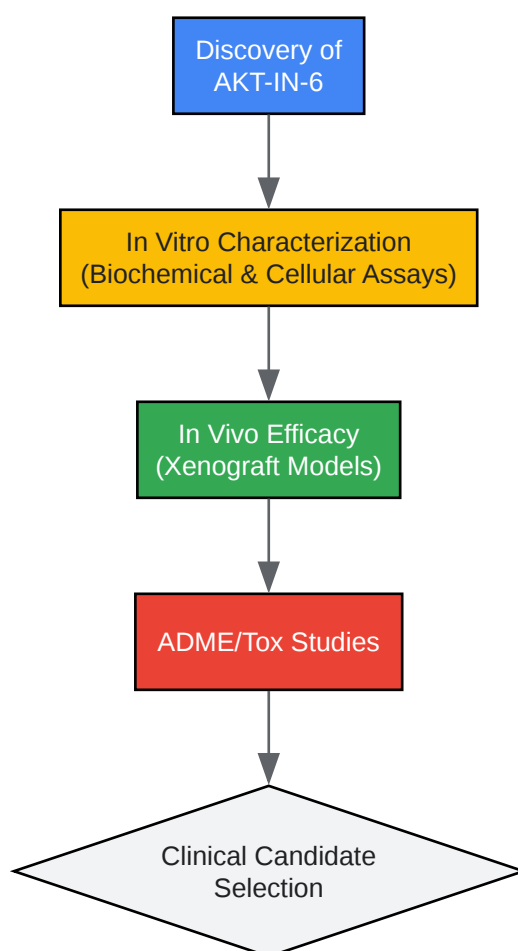 Discovery of
AKT-IN-6
In Vitro Characterization
(Biochemical & Cellular Assays)
In Vivo Efficacy
(Xenograft Models)
ADME/Tox Studies
Clinical Candidate
Selection